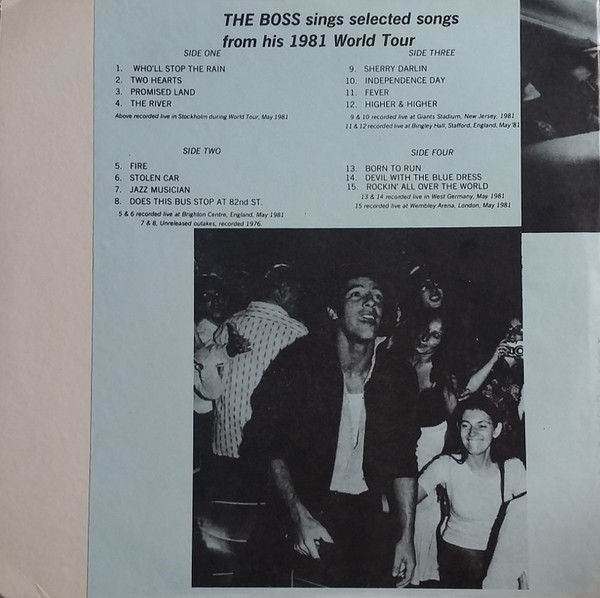 THE BOSS sings selected songs
from his 1981 World Tour
SIDE ONE
1. WHO'LL STOP THE RAIN
2. TWO HEARTS
3. PROMISED LAND
4. THE RIVER
Above recorded live in Stockholm during World Tour, May 1981
SIDE TWO
5. FIRE
6. STOLEN CAR
7. JAZZ MUSICIAN
8. DOES THIS BUS STOP AT 82nd ST.
5 & 6 recorded live at Brighton Centre, England, May 1981
7 & 8, Unreleased outakes, recorded 1976.
SIDE THREE
9. SHERRY DARLIN
10. INDEPENDENCE DAY
11. FEVER
12. HIGHER & HIGHER
9 & 10 recorded live at Giants Stadium, New Jersey, 1981
11 & 12 recorded live at Bingley Hall, Stafford, England, May '81
SIDE FOUR
13. BORN TO RUN
14. DEVIL WITH THE BLUE DRESS
15. ROCKIN' ALL OVER THE WORLD
13 & 14 recorded live in West Germany, May 1981
15 recorded live at Wembley Arena, London, May 1981